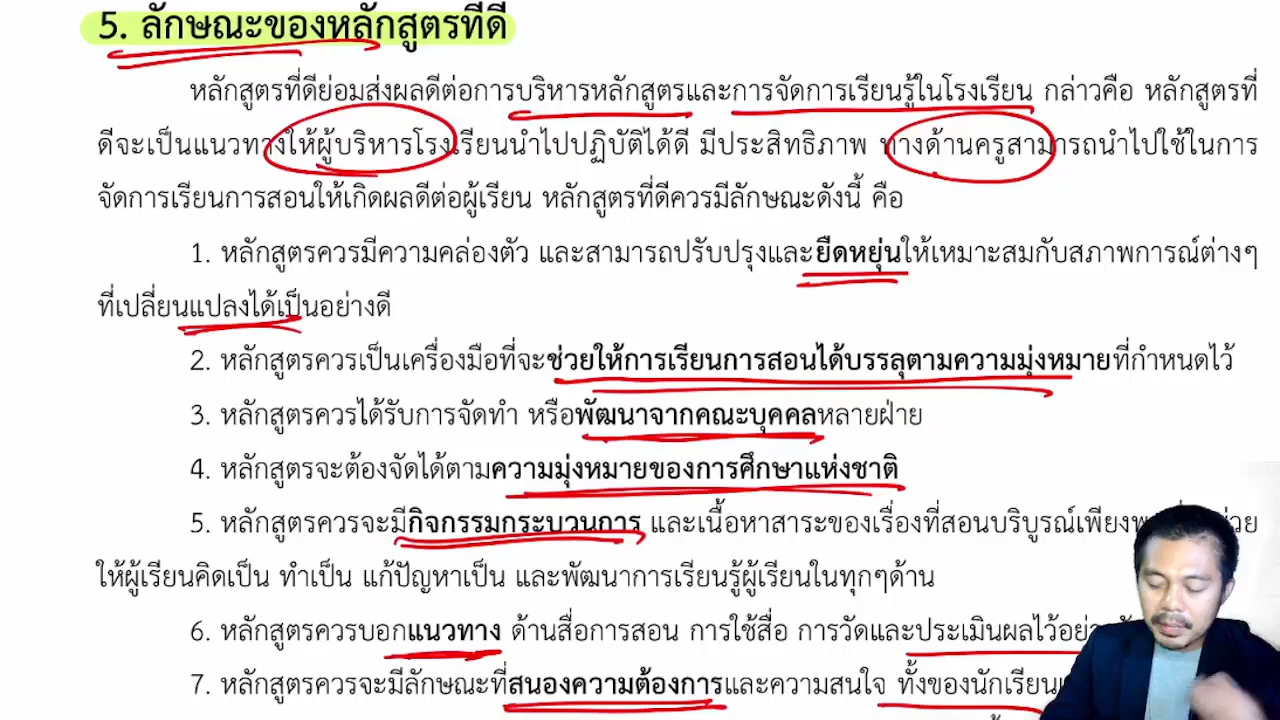 5. ลักษณะของหลักสูตรที่ดี
หลักสูตรที่ดีย่อมส่งผลดีต่อการบริหารหลักสูตรและการจัดการเรียนรู้ในโรงเรียน กล่าวคือ หลักสูตรที่
ดีจะเป็นแนวทางให้ผู้บริหารโรงเรียนนำไปปฏิบัติได้ดี มีประสิทธิภาพ ทางด้านครูสามารถนำไปใช้ในการ
จัดการเรียนการสอนให้เกิดผลดีต่อผู้เรียน หลักสูตรที่ดีควรมีลักษณะดังนี้ คือ
1. หลักสูตรควรมีความคล่องตัว และสามารถปรับปรุงและยืดหยุ่นให้เหมาะสมกับสภาพการณ์ต่างๆ
ที่เปลี่ยนแปลงได้เป็นอย่างดี
2. หลักสูตรควรเป็นเครื่องมือที่จะช่วยให้การเรียนการสอนได้บรรลุตามความมุ่งหมายที่กำหนดไว้
3. หลักสูตรควรได้รับการจัดทำ หรือพัฒนาจากคณะบุคคลหลายฝ่าย
4. หลักสูตรจะต้องจัดได้ตามความมุ่งหมายของการศึกษาแห่งชาติ
5. หลักสูตรควรจะมีกิจกรรมกระบวนการ และเนื้อหาสาระของเรื่องที่สอนบริบูรณ์เพียง
ให้ผู้เรียนคิดเป็น ทำเป็น แก้ปัญหาเป็น และพัฒนาการเรียนรู้ผู้เรียนในทุกๆด้าน
6. หลักสูตรควรบอกแนวทาง ด้านสื่อการสอน การใช้สื่อ การวัดและประเมินผลไว้
7. หลักสูตรควรจะมีลักษณะที่สนองความต้องการและความสนใจ ทั้งของนักเรียน